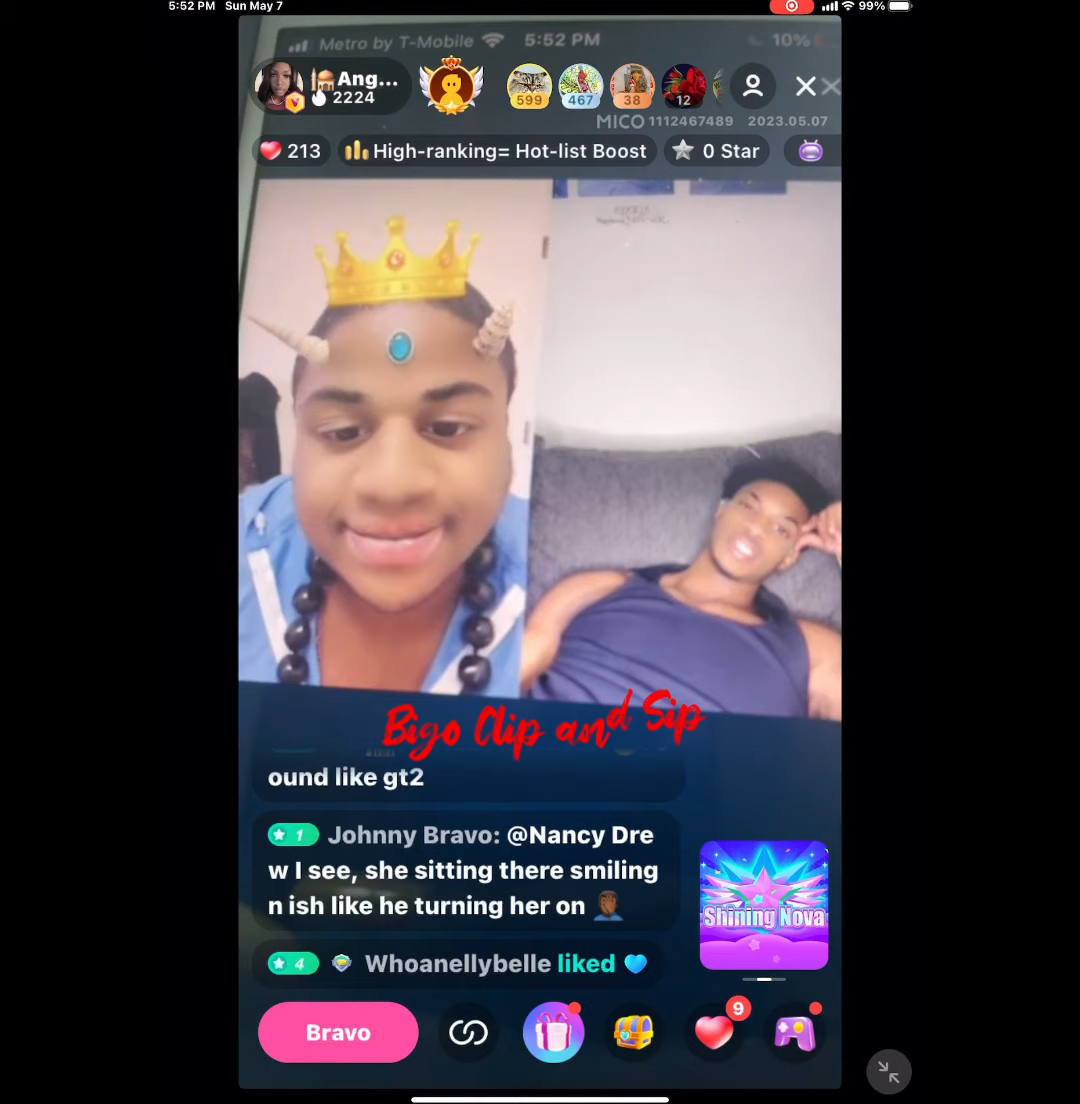 5:52 PM Sun May 7
99%
Metro by T-Mobile 5:52 PM
10%
Ang...
2224
599 467 38 12
MICO 1112467489 2023.05.07
213
High-ranking= Hot-list Boost
0 Star
Bigo Clip and Sip
ound like gt2
1 Johnny Bravo: @Nancy Dre
w I see, she sitting there smiling
n ish like he turning her on
Shining Nova
4 Whoanellybelle liked
Bravo
9